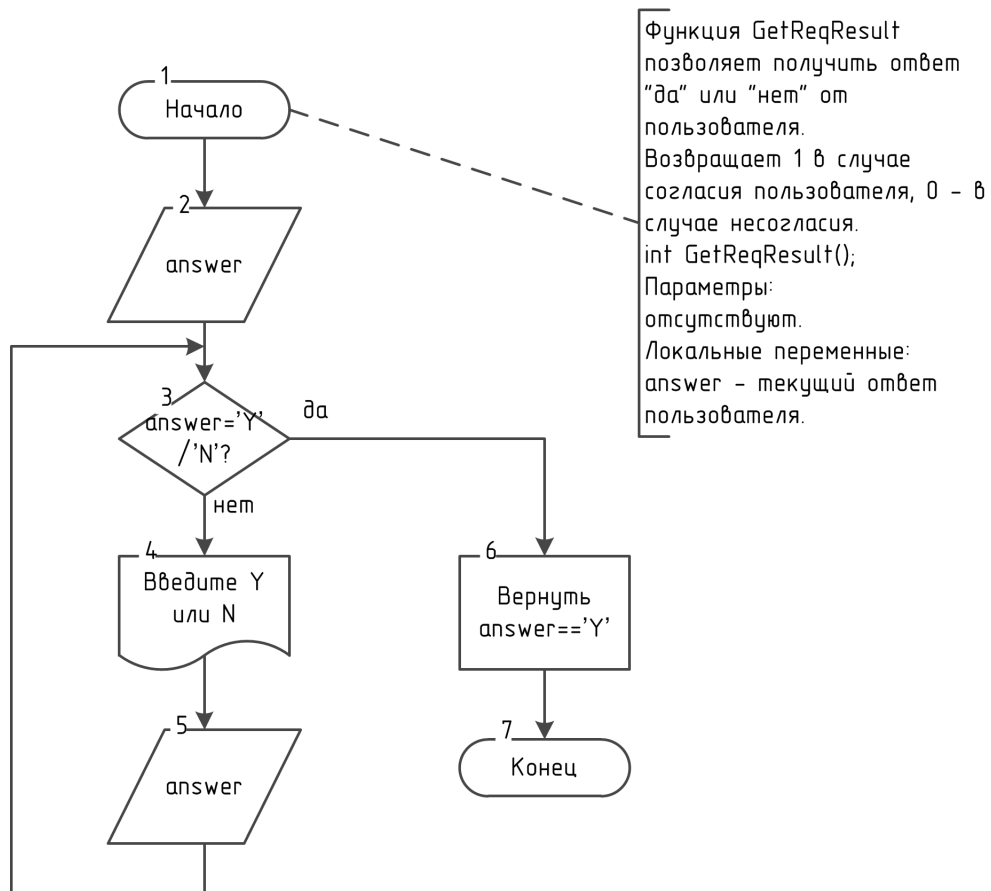 1
Начало
2
answer
3
answer='Y'
/'N'?
да
нет
4
Введите Y
или N
5
answer
6
Вернуть
answer=='Y'
7
Конец
Функция GetReqResult
позволяет получить ответ
"да" или "нет" от
пользователя.
Возвращает 1 в случае
согласия пользователя, 0 - в
случае несогласия.
int GetReqResult();
Параметры:
отсутствуют.
Локальные переменные:
answer - текущий ответ
пользователя.